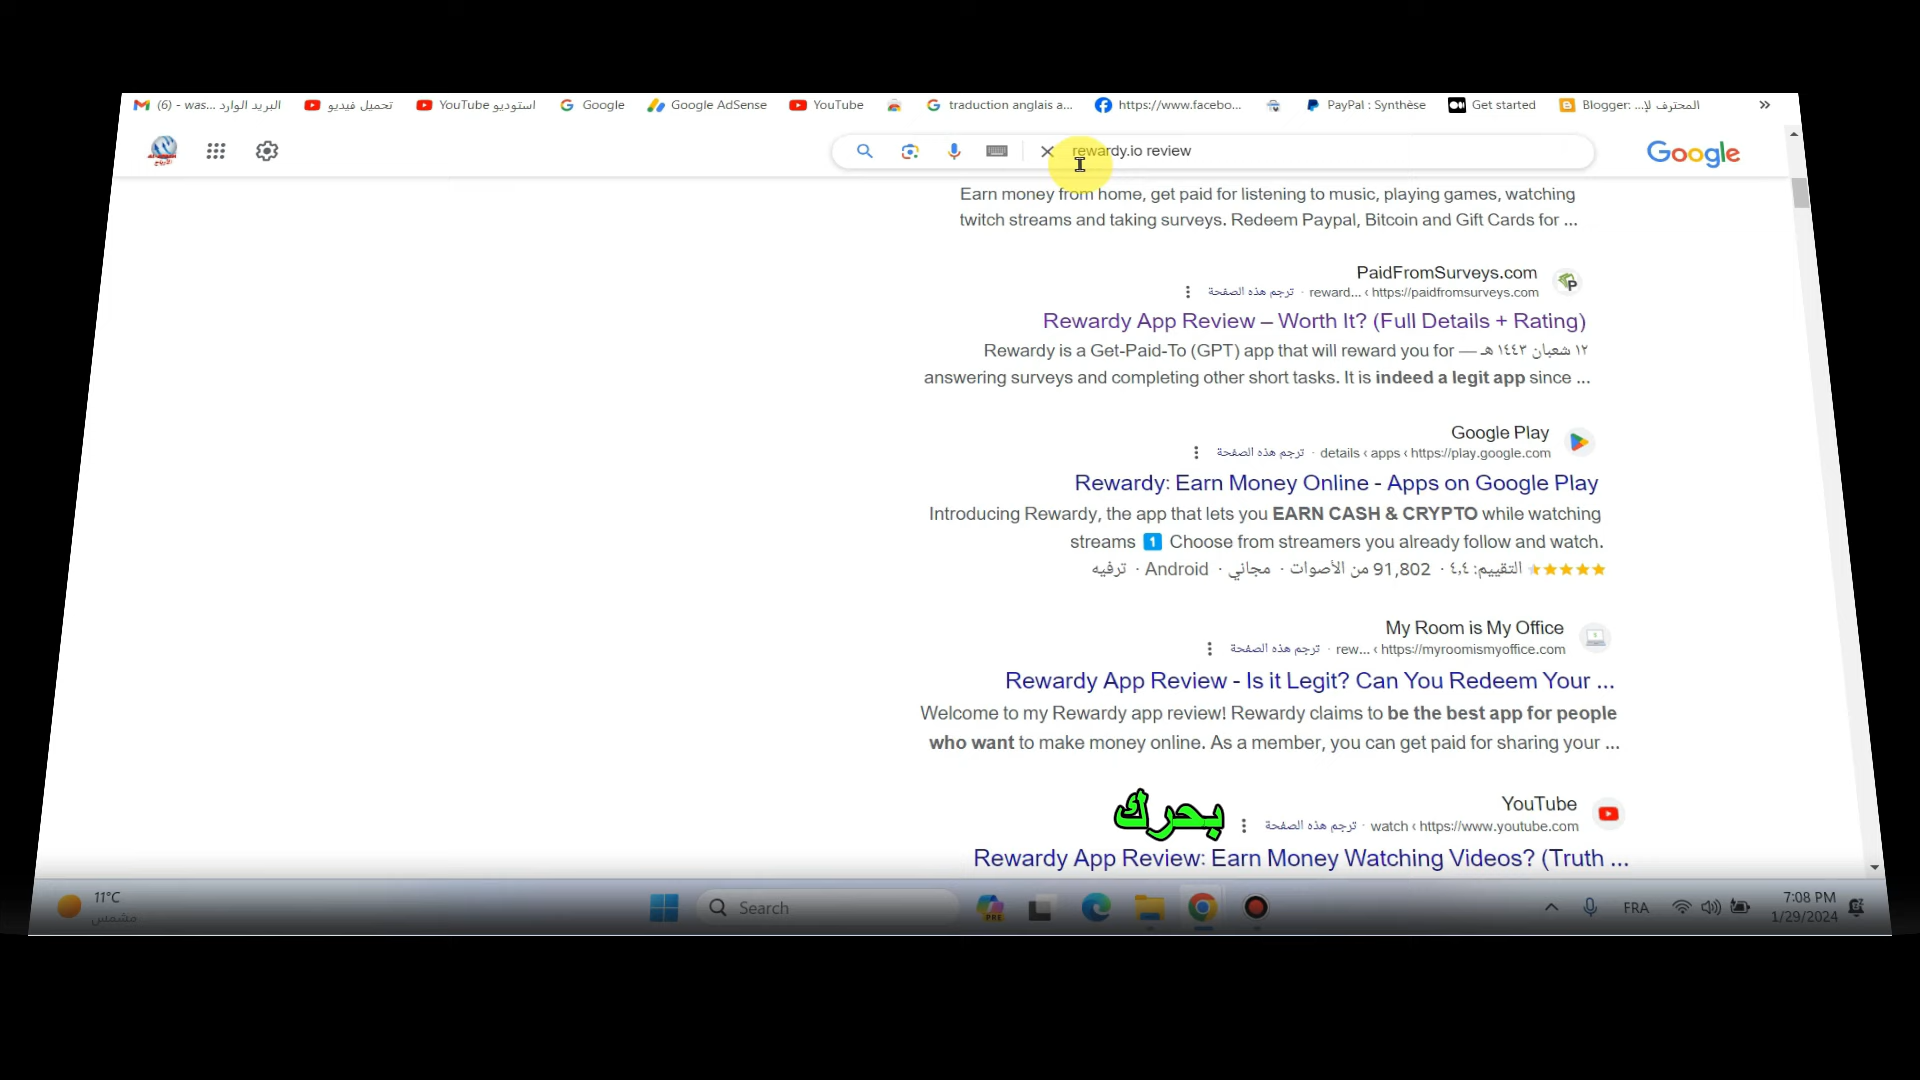 (6) - was... البريد الوارد
تحميل فيديو
استوديو YouTube
Google
Google AdSense
YouTube
traduction anglais a...
https://www.facebo...
PayPal : Synthèse
Get started
Blogger: ...المحترف لإ
»
rewardy.io review
Google
Earn money from home, get paid for listening to music, playing games, watching
twitch streams and taking surveys. Redeem Paypal, Bitcoin and Gift Cards for ...
PaidFromSurveys.com
ترجم هذه الصفحة · reward... ‹ https://paidfromsurveys.com
Rewardy App Review – Worth It? (Full Details + Rating)
Rewardy is a Get-Paid-To (GPT) app that will reward you for — ١٢ شعبان ١٤٤٣ هـ
answering surveys and completing other short tasks. It is indeed a legit app since ...
Google Play
ترجم هذه الصفحة · details ‹ apps ‹ https://play.google.com
Rewardy: Earn Money Online - Apps on Google Play
Introducing Rewardy, the app that lets you EARN CASH & CRYPTO while watching
streams 1 Choose from streamers you already follow and watch.
التقييم: ٤,٤ · 91,802 من الأصوات · مجاني · Android · ترفيه
My Room is My Office
ترجم هذه الصفحة · rew... ‹ https://myroomismyoffice.com
Rewardy App Review - Is it Legit? Can You Redeem Your ...
Welcome to my Rewardy app review! Rewardy claims to be the best app for people
who want to make money online. As a member, you can get paid for sharing your ...
YouTube
ترجم هذه الصفحة · watch ‹ https://www.youtube.com
بحرك
Rewardy App Review: Earn Money Watching Videos? (Truth ...
11°C
مشمس
Search
PRE
FRA
7:08 PM
1/29/2024